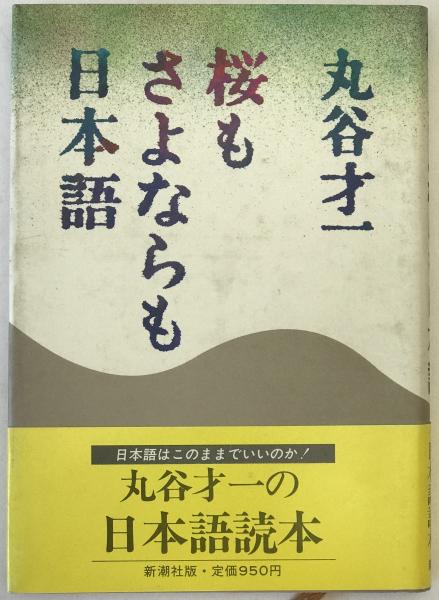 丸谷才一
桜も
さよならも
日本語
日本語はこのままでいいのか!
丸谷才一の
日本語読本
新潮社版・定価950円